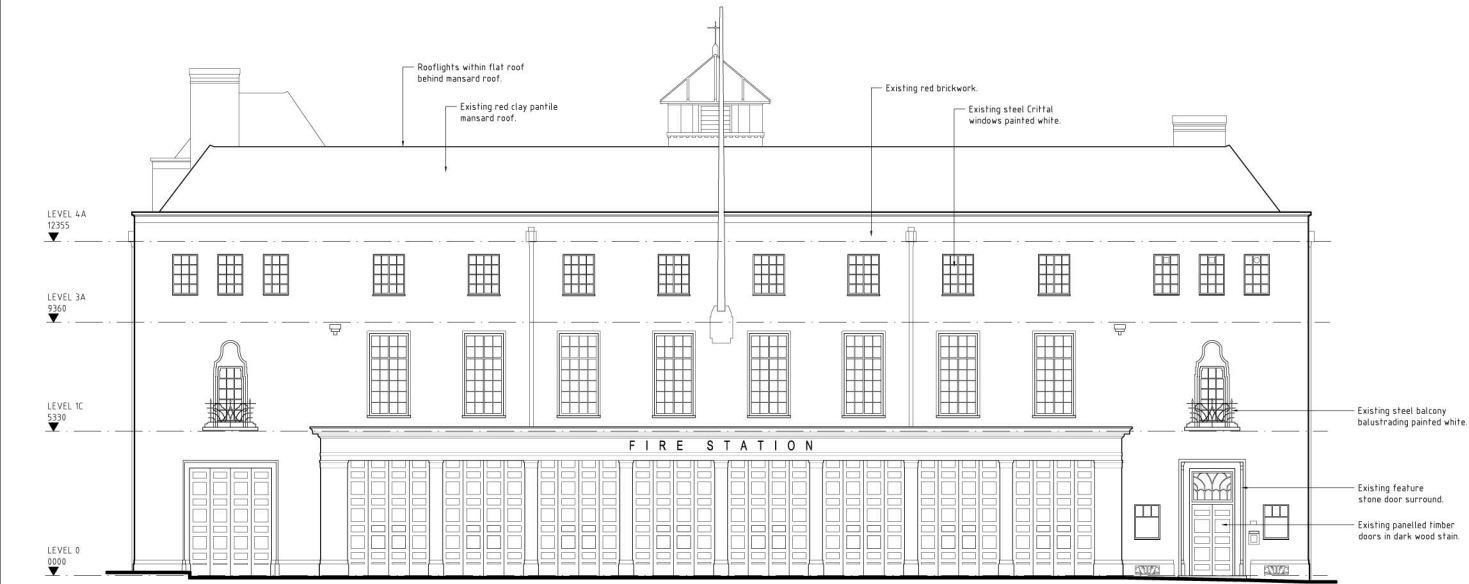 Rooflights within flat roof
behind mansard roof.
Existing red clay pantile
mansard roof.
Existing red brickwork.
Existing steel Crittal
windows painted white.
LEVEL 4A
12355
LEVEL 3A
9360
LEVEL 1C
5330
Existing steel balcony
balustrading painted white.
FIRE STATION
Existing feature
stone door surround.
Existing panelled timber
doors in dark wood stain.
LEVEL 0
0000